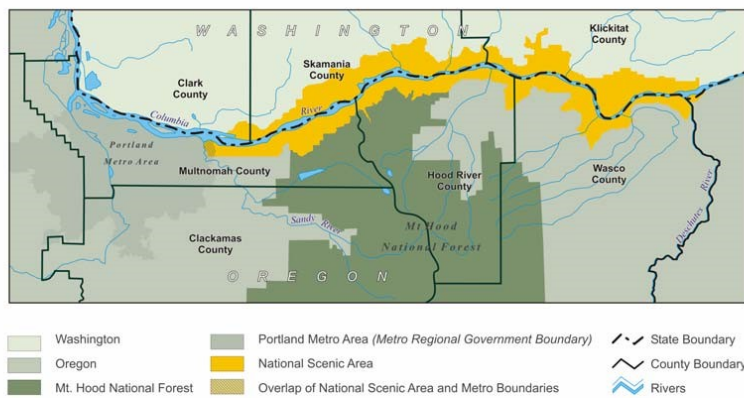 W A S H I N G T O N
Klickitat
County
Skamania
County
Clark
County
Columbia
River
Portland
Metro Area
Multnomah County
Hood River
County
Wasco
County
Clackamas
County
Sandy River
Mt Hood
National Forest
Deschutes River
O R E G O N
Washington
Oregon
Mt. Hood National Forest
Portland Metro Area (Metro Regional Government Boundary)
National Scenic Area
Overlap of National Scenic Area and Metro Boundaries
State Boundary
County Boundary
Rivers